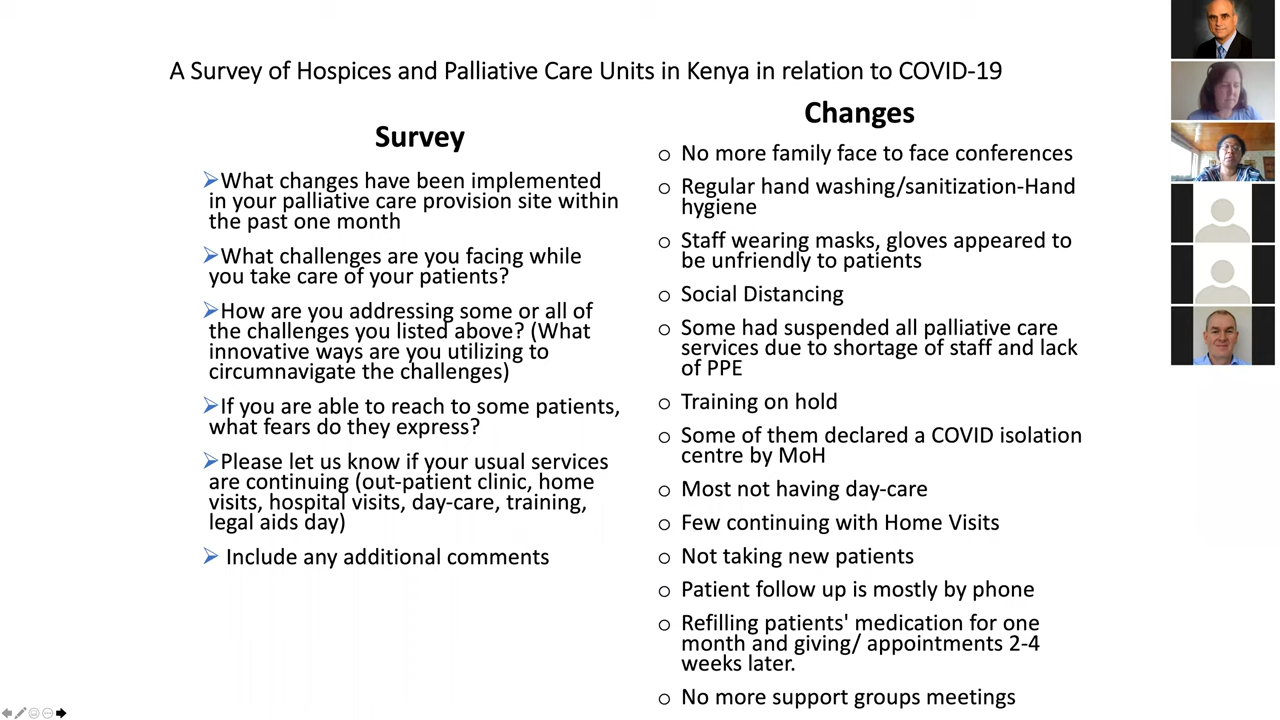 A Survey of Hospices and Palliative Care Units in Kenya in relation to COVID-19
Survey
➢What changes have been implemented
in your palliative care provision site within
the past one month
➢What challenges are you facing while
you take care of your patients?
➢How are you addressing some or all of
the challenges you listed above? (What
innovative ways are you utilizing to
circumnavigate the challenges)
➢If you are able to reach to some patients,
what fears do they express?
➢Please let us know if your usual services
are continuing (out-patient clinic, home
visits, hospital visits, day-care, training,
legal aids day)
➢ Include any additional comments
Changes
o No more family face to face conferences
o Regular hand washing/sanitization-Hand
hygiene
o Staff wearing masks, gloves appeared to
be unfriendly to patients
o Social Distancing
o Some had suspended all palliative care
services due to shortage of staff and lack
of PPE
o Training on hold
o Some of them declared a COVID isolation
centre by MoH
o Most not having day-care
o Few continuing with Home Visits
o Not taking new patients
o Patient follow up is mostly by phone
o Refilling patients' medication for one
month and giving/ appointments 2-4
weeks later.
o No more support groups meetings